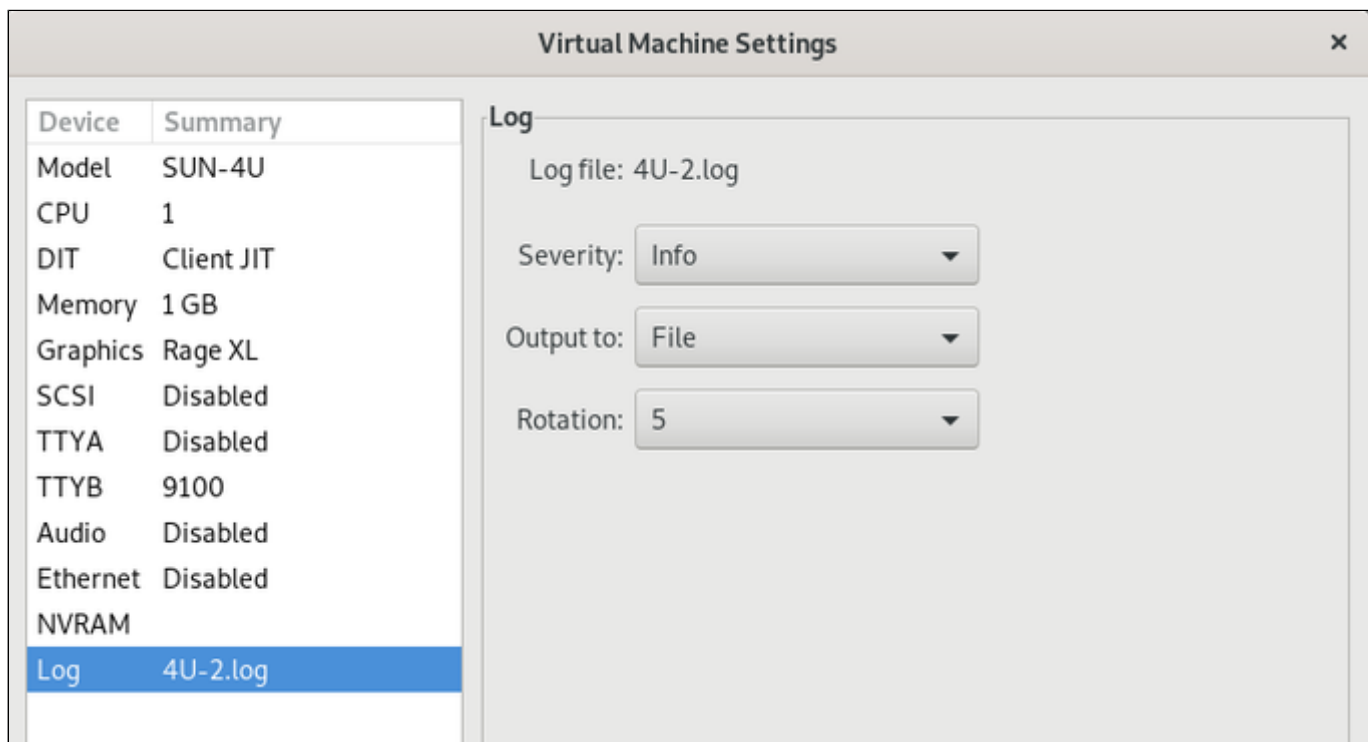 Virtual Machine Settings ×
Device Summary
Model SUN-4U
CPU 1
DIT Client JIT
Memory 1 GB
Graphics Rage XL
SCSI Disabled
TTYA Disabled
TTYB 9100
Audio Disabled
Ethernet Disabled
NVRAM
Log 4U-2.log
Log
Log file: 4U-2.log
Severity: Info
Output to: File
Rotation: 5